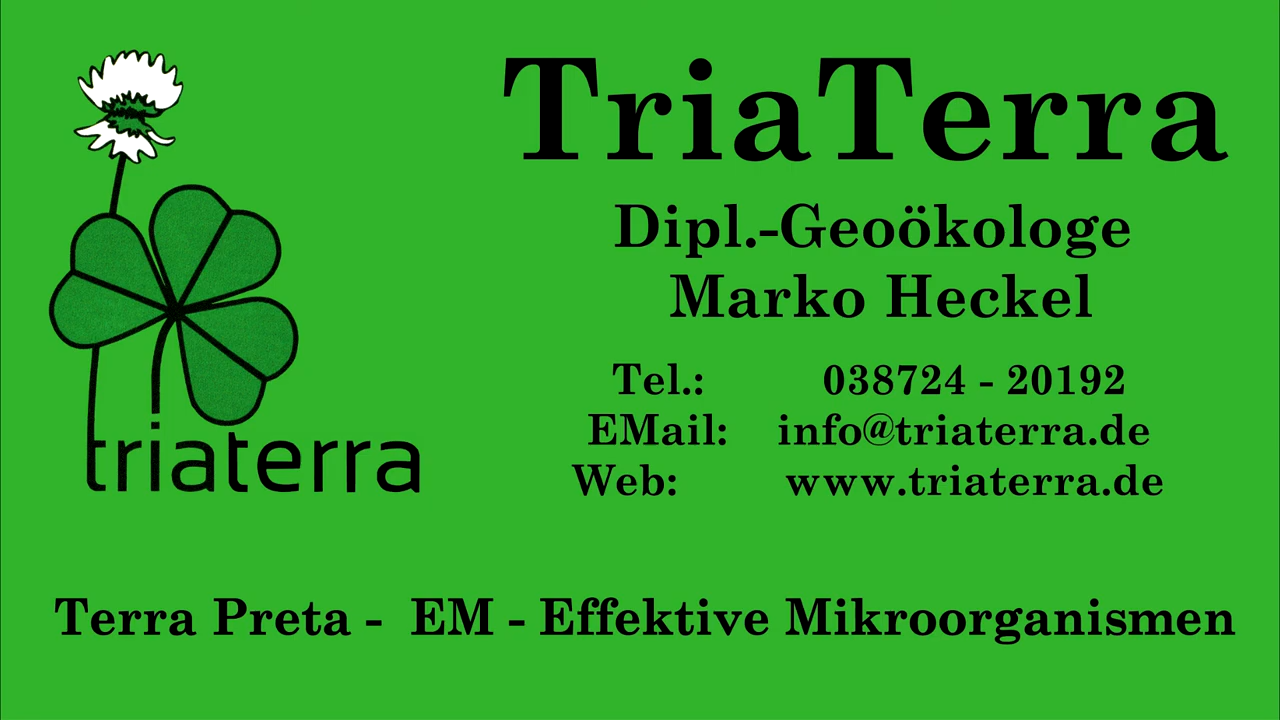 TriaTerra
Dipl.-Geoökologe
Marko Heckel
Tel.: 038724 - 20192
EMail: info@triaterra.de
Web: www.triaterra.de
triaterra
Terra Preta - EM - Effektive Mikroorganismen